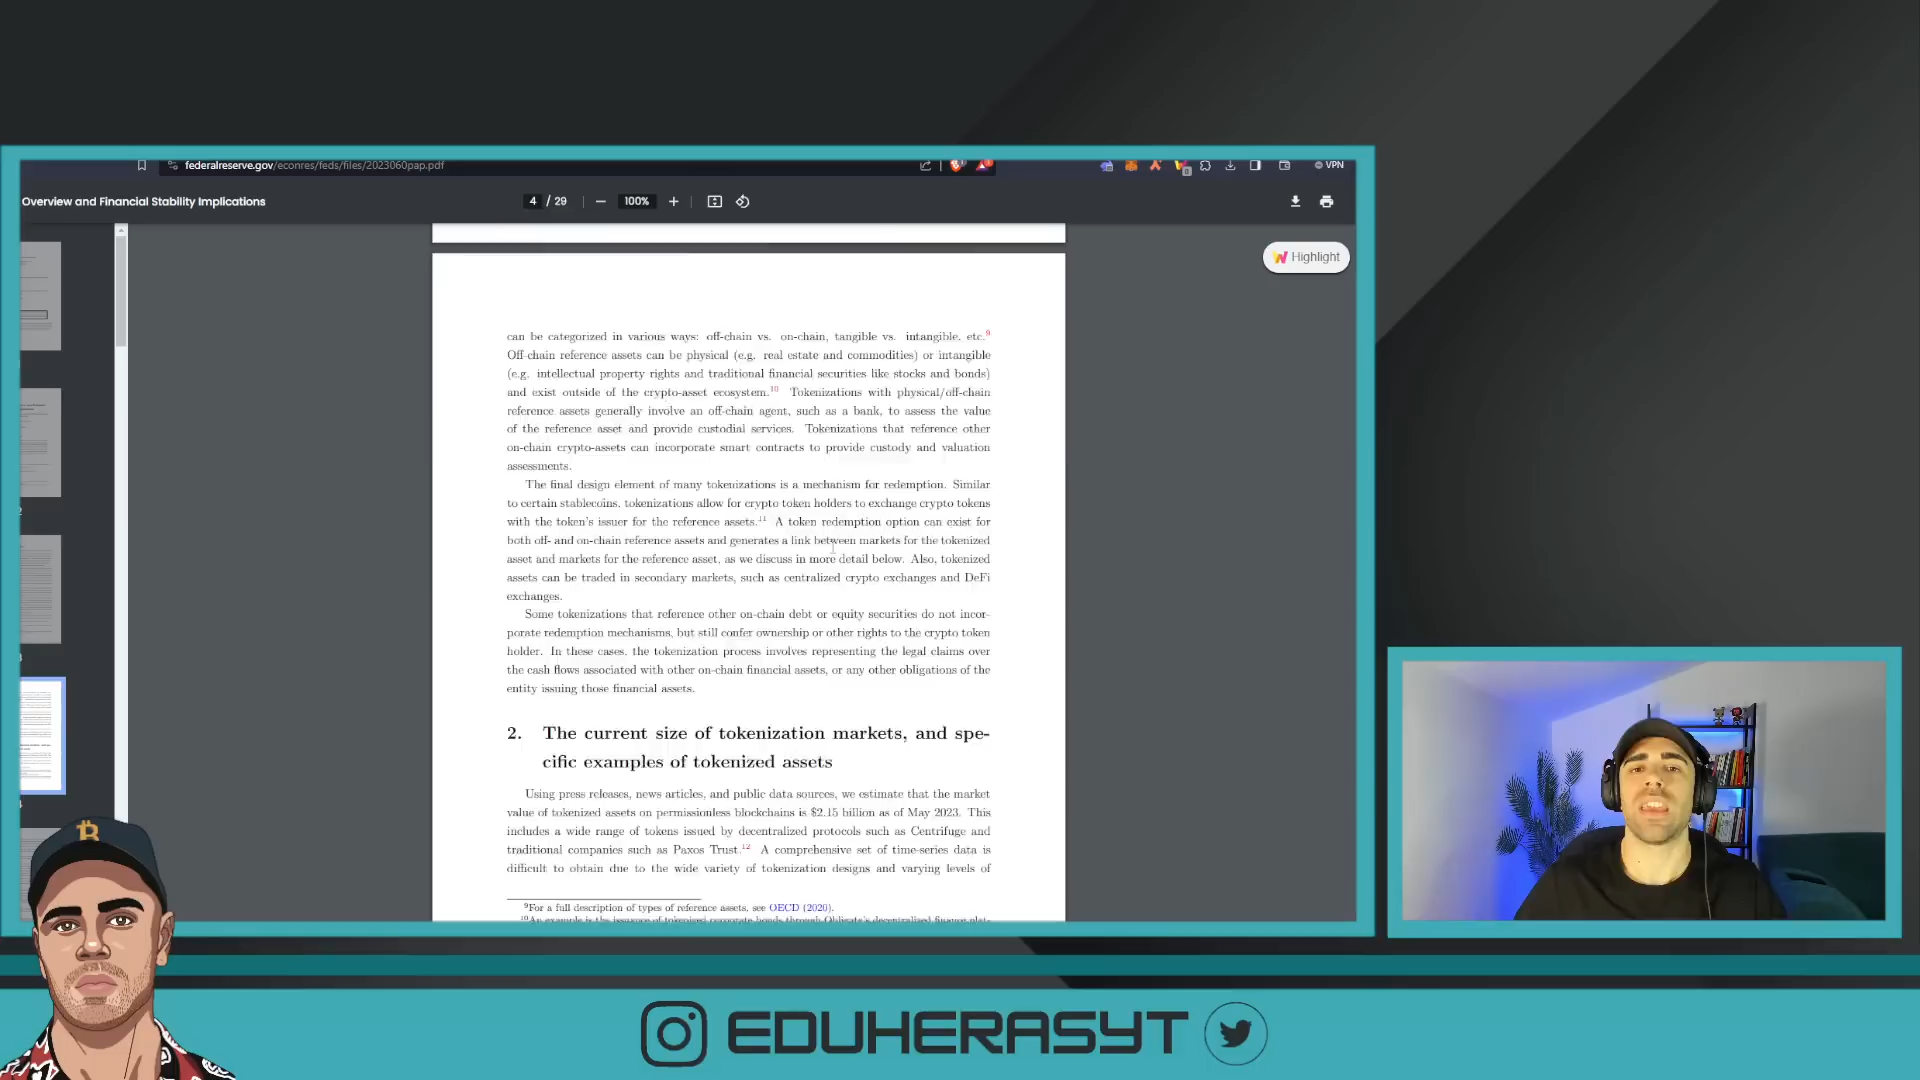 federalreserve.gov/econres/feds/files/2023060pap.pdf
VPN
Overview and Financial Stability Implications
4 / 29
100%
Highlight
can be categorized in various ways: off-chain vs. on-chain, tangible vs. intangible, etc.9
Off-chain reference assets can be physical (e.g. real estate and commodities) or intangible
(e.g. intellectual property rights and traditional financial securities like stocks and bonds)
and exist outside of the crypto-asset ecosystem.10 Tokenizations with physical/off-chain
reference assets generally involve an off-chain agent, such as a bank, to assess the value
of the reference asset and provide custodial services. Tokenizations that reference other
on-chain crypto-assets can incorporate smart contracts to provide custody and valuation
assessments.
The final design element of many tokenizations is a mechanism for redemption. Similar
to certain stablecoins, tokenizations allow for crypto token holders to exchange crypto tokens
with the token's issuer for the reference assets.11 A token redemption option can exist for
both off- and on-chain reference assets and generates a link between markets for the tokenized
asset and markets for the reference asset, as we discuss in more detail below. Also, tokenized
assets can be traded in secondary markets, such as centralized crypto exchanges and DeFi
exchanges.
Some tokenizations that reference other on-chain debt or equity securities do not incor-
porate redemption mechanisms, but still confer ownership or other rights to the crypto token
holder. In these cases, the tokenization process involves representing the legal claims over
the cash flows associated with other on-chain financial assets, or any other obligations of the
entity issuing those financial assets.
2. The current size of tokenization markets, and spe-
cific examples of tokenized assets
Using press releases, news articles, and public data sources, we estimate that the market
value of tokenized assets on permissionless blockchains is $2.15 billion as of May 2023. This
includes a wide range of tokens issued by decentralized protocols such as Centrifuge and
traditional companies such as Paxos Trust.12 A comprehensive set of time-series data is
difficult to obtain due to the wide variety of tokenization designs and varying levels of
9For a full description of types of reference assets, see OECD (2020).
10An example is the issuance of tokenized corporate bonds through Obligate's decentralized finance plat-
EDUHERASYT